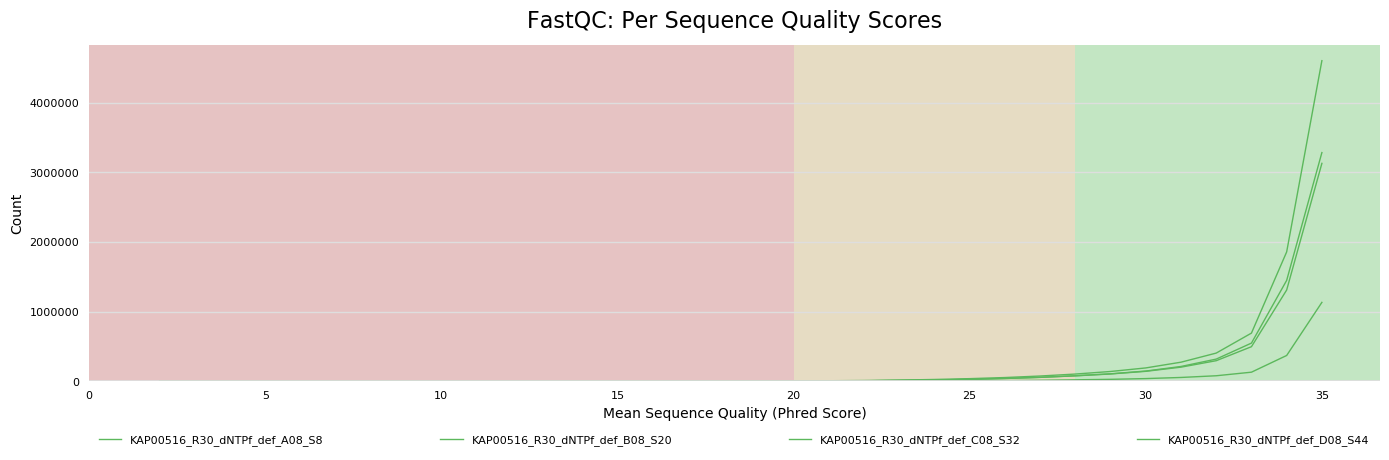 FastQC: Per Sequence Quality Scores
4000000
3000000
2000000
1000000
0
Count
0 5 10 15 20 25 30 35
Mean Sequence Quality (Phred Score)
KAP00516_R30_dNTPf_def_A08_S8 KAP00516_R30_dNTPf_def_B08_S20 KAP00516_R30_dNTPf_def_C08_S32 KAP00516_R30_dNTPf_def_D08_S44